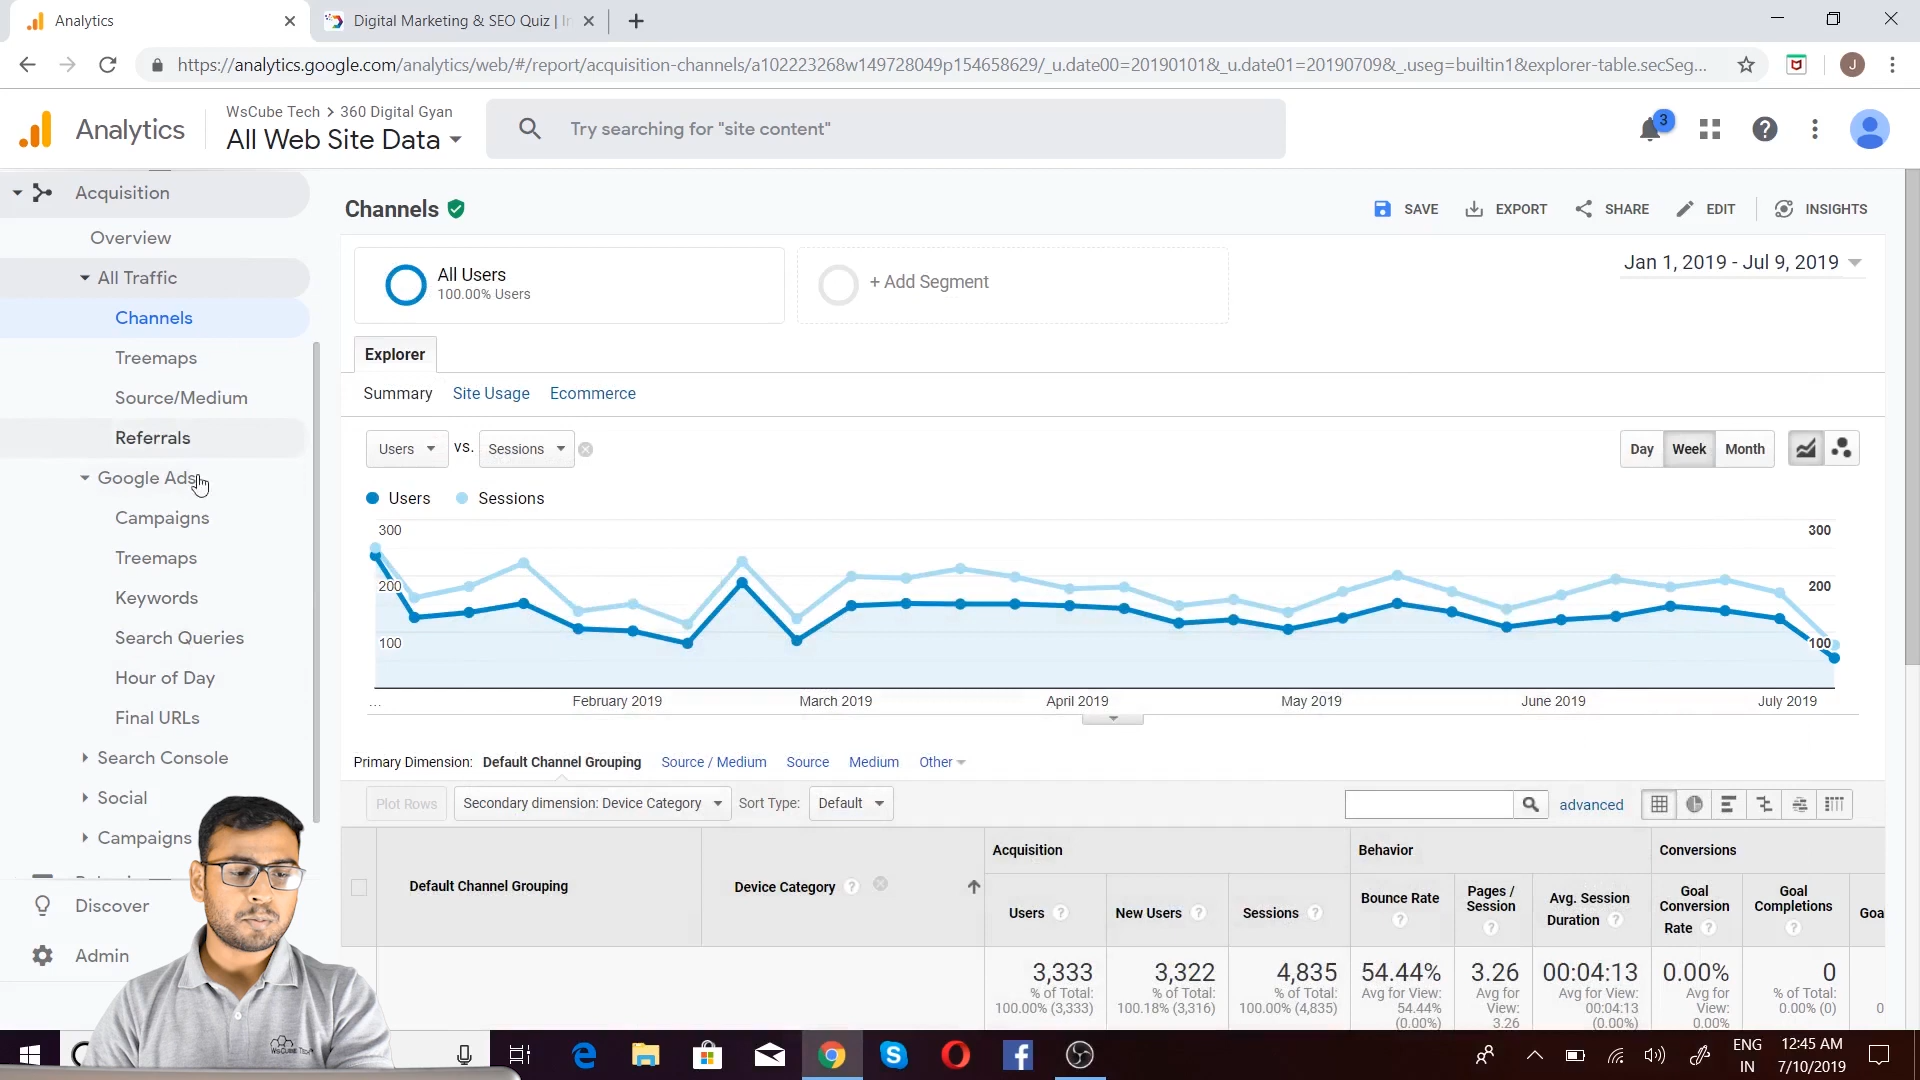 Analytics
Digital Marketing & SEO Quiz | In
https://analytics.google.com/analytics/web/#/report/acquisition-channels/a102223268w149728049p154658629/_u.date00=20190101&_u.date01=20190709&_.useg=builtin1&explorer-table.secSeg...
J
Analytics
WsCube Tech > 360 Digital Gyan
All Web Site Data
Try searching for "site content"
3
Acquisition
Overview
All Traffic
Channels
Treemaps
Source/Medium
Referrals
Google Ads
Campaigns
Treemaps
Keywords
Search Queries
Hour of Day
Final URLs
Search Console
Social
Campaigns
Discover
Admin
Channels
SAVE
EXPORT
SHARE
EDIT
INSIGHTS
All Users
100.00% Users
+ Add Segment
Jan 1, 2019 - Jul 9, 2019
Explorer
Summary
Site Usage
Ecommerce
Users
VS.
Sessions
Day
Week
Month
Users
Sessions
300
200
100
300
200
100
...
February 2019
March 2019
April 2019
May 2019
June 2019
July 2019
Primary Dimension:
Default Channel Grouping
Source / Medium
Source
Medium
Other
Plot Rows
Secondary dimension: Device Category
Sort Type:
Default
advanced
Default Channel Grouping
Device Category ?
Acquisition
Behavior
Conversions
Users ?
New Users ?
Sessions ?
Bounce Rate
?
Pages /
Session
?
Avg. Session
Duration ?
Goal
Conversion
Rate ?
Goal
Completions
?
Goa
3,333
% of Total:
100.00% (3,333)
3,322
% of Total:
100.18% (3,316)
4,835
% of Total:
100.00% (4,835)
54.44%
Avg for View:
54.44%
(0.00%)
3.26
Avg for
View:
3.26
00:04:13
Avg for View:
00:04:13
(0.00%)
0.00%
Avg for
View:
0.00%
0
% of Total:
0.00% (0)
0
WsCube Tech
ENG
IN
12:45 AM
7/10/2019